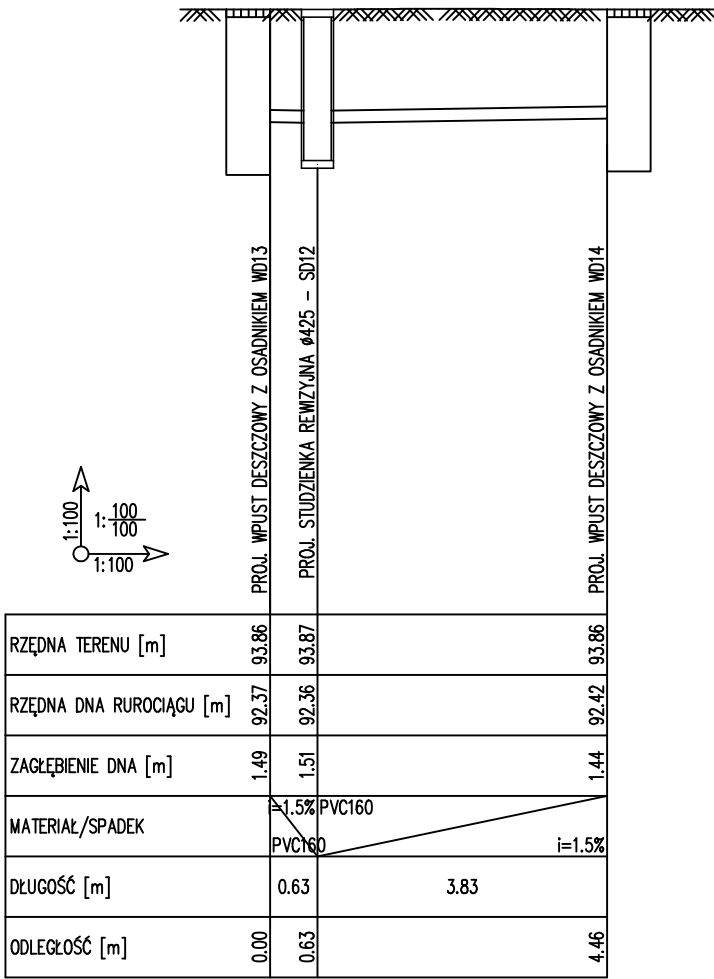 PROJ. WPUST DESZCZOWY Z OSADNIKIEM WD13
PROJ. STUDZIENKA REWIZYJNA ø425 - SD12
PROJ. WPUST DESZCZOWY Z OSADNIKIEM WD14
1:100
1:100/100
1:100
RZĘDNA TERENU [m] 93.86 93.87 93.86
RZĘDNA DNA RUROCIĄGU [m] 92.37 92.36 92.42
ZAGŁĘBIENIE DNA [m] 1.49 1.51 1.44
MATERIAŁ/SPADEK
i=1.5% PVC160
PVC160 i=1.5%
DŁUGOŚĆ [m] 0.63 3.83
ODLEGŁOŚĆ [m] 0.00 0.63 4.46